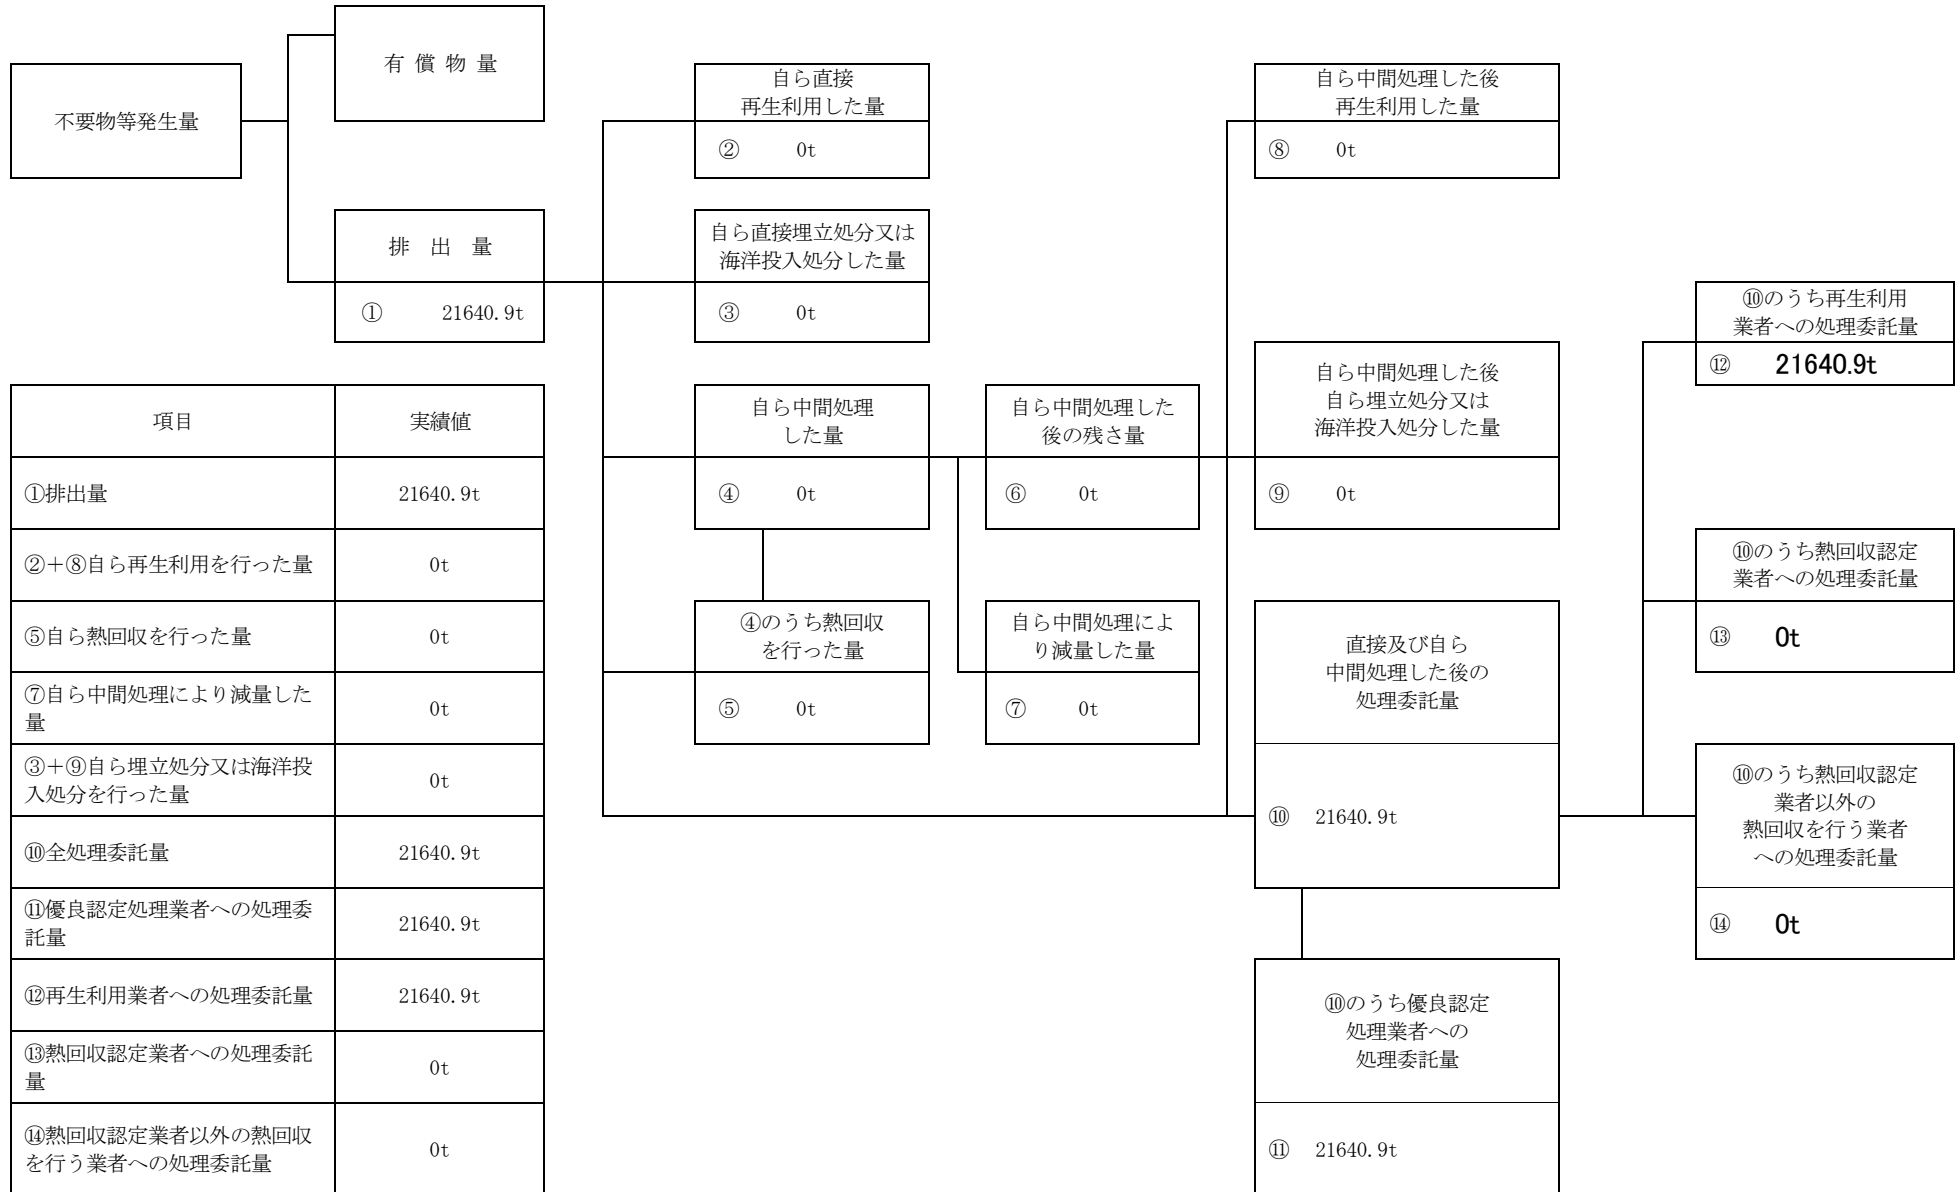 有 償 物 量
不要物等発生量
排 出 量
① 21640.9t
自ら直接
再生利用した量
② 0t
自ら直接埋立処分又は
海洋投入処分した量
③ 0t
自ら中間処理
した量
④ 0t
④のうち熱回収
を行った量
⑤ 0t
自ら中間処理した
後の残さ量
⑥ 0t
自ら中間処理によ
り減量した量
⑦ 0t
自ら中間処理した後
再生利用した量
⑧ 0t
自ら中間処理した後
自ら埋立処分又は
海洋投入処分した量
⑨ 0t
直接及び自ら
中間処理した後の
処理委託量
⑩ 21640.9t
⑩のうち優良認定
処理業者への
処理委託量
⑪ 21640.9t
⑩のうち再生利用
業者への処理委託量
⑫ 21640.9t
⑩のうち熱回収認定
業者への処理委託量
⑬ 0t
⑩のうち熱回収認定
業者以外の
熱回収を行う業者
への処理委託量
⑭ 0t
項目 実績値
①排出量 21640.9t
②+⑧自ら再生利用を行った量 0t
⑤自ら熱回収を行った量 0t
⑦自ら中間処理により減量した
量 0t
③+⑨自ら埋立処分又は海洋投
入処分を行った量 0t
⑩全処理委託量 21640.9t
⑪優良認定処理業者への処理委
託量 21640.9t
⑫再生利用業者への処理委託量 21640.9t
⑬熱回収認定業者への処理委託
量 0t
⑭熱回収認定業者以外の熱回収
を行う業者への処理委託量 0t